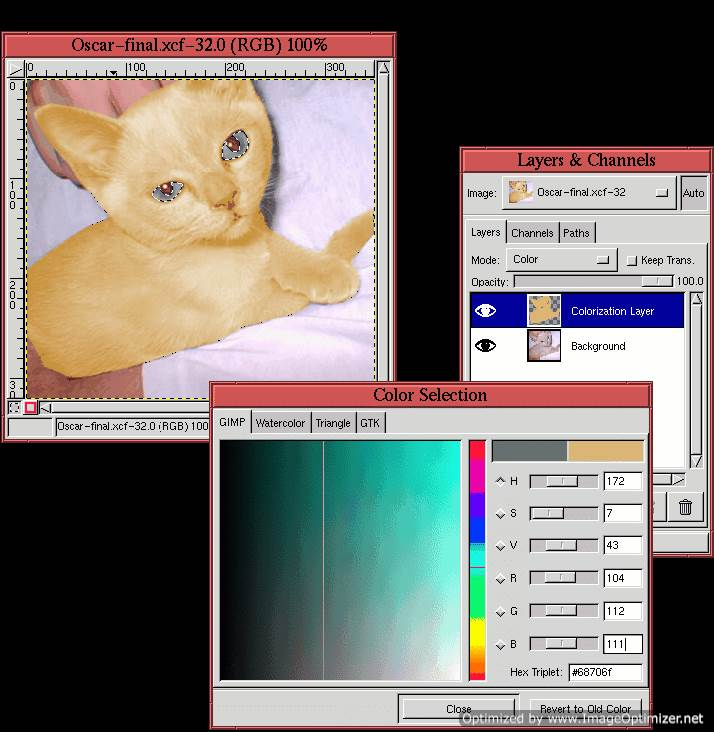 Oscar-final.xcf-32.0 (RGB) 100%
0 100 200 300
0
100
200
3
Oscar-final.xcf-32.0 (RGB) 100
Layers & Channels
Image: Oscar-final.xcf-32 Auto
Layers Channels Paths
Mode: Color Keep Trans.
Opacity: 100.0
Colorization Layer
Background
Color Selection
GIMP Watercolor Triangle GTK
H 172
S 7
V 43
R 104
G 112
B 111
Hex Triplet: #68706f
Close Revert to Old Color
Optimized by www.ImageOptimizer.net